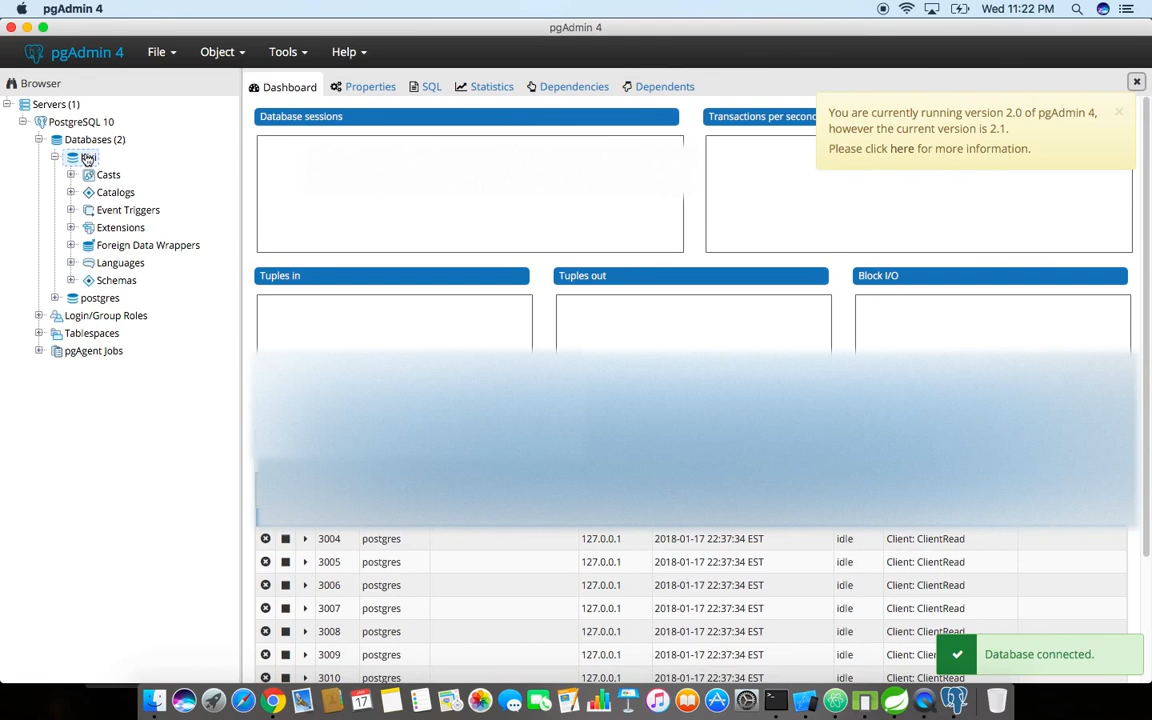 pgAdmin 4
Wed 11:22 PM
pgAdmin 4
pgAdmin 4 File Object Tools Help
Browser
Dashboard Properties SQL Statistics Dependencies Dependents
Servers (1)
PostgreSQL 10
Databases (2)
Casts
Catalogs
Event Triggers
Extensions
Foreign Data Wrappers
Languages
Schemas
postgres
Login/Group Roles
Tablespaces
pgAgent Jobs
Database sessions
Transactions per second
You are currently running version 2.0 of pgAdmin 4,
however the current version is 2.1.
Please click here for more information.
Tuples in
Tuples out
Block I/O
3004 postgres 127.0.0.1 2018-01-17 22:37:34 EST idle Client: ClientRead
3005 postgres 127.0.0.1 2018-01-17 22:37:34 EST idle Client: ClientRead
3006 postgres 127.0.0.1 2018-01-17 22:37:34 EST idle Client: ClientRead
3007 postgres 127.0.0.1 2018-01-17 22:37:34 EST idle Client: ClientRead
3008 postgres 127.0.0.1 2018-01-17 22:37:34 EST idle Client: ClientRead
3009 postgres 127.0.0.1 2018-01-17 22:37:34 EST idle
3010 postgres 127.0.0.1 2018-01-17 22:37:34 EST idle
Database connected.
17